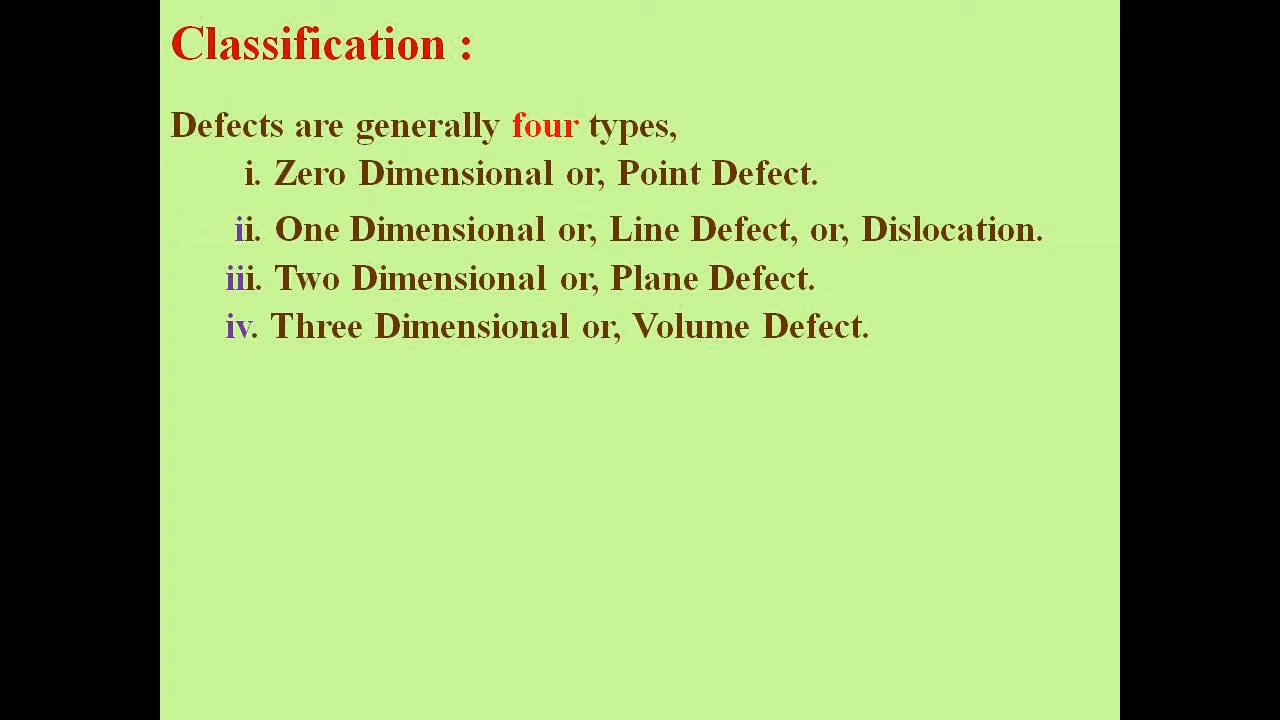 Classification :
Defects are generally four types,
i. Zero Dimensional or, Point Defect.
ii. One Dimensional or, Line Defect, or, Dislocation.
iii. Two Dimensional or, Plane Defect.
iv. Three Dimensional or, Volume Defect.